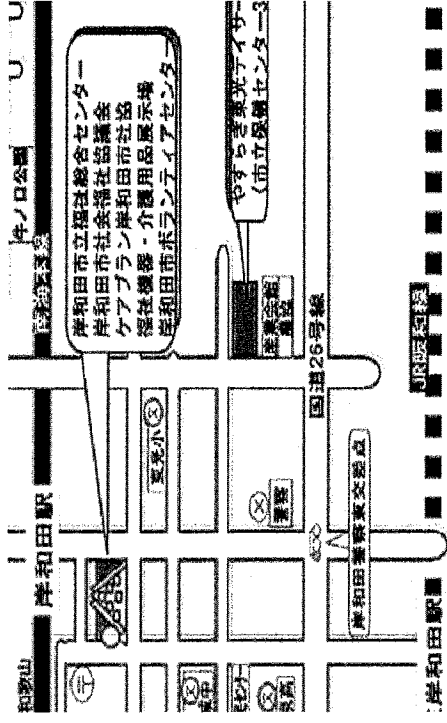 岸和田市立福祉総合センター
岸和田市社会福祉協議会
ケアプラン岸和田市社協
福祉機器・介護用品展示場
岸和田市ボランティアセンター
やすらぎ東光デイサー
(市立保健センター3
牛ノ口公園
岸和田駅
和歌山
東光小
産業会館
国道26号線
警察
岸和田警察東交差点
JR阪和線
岸和田駅